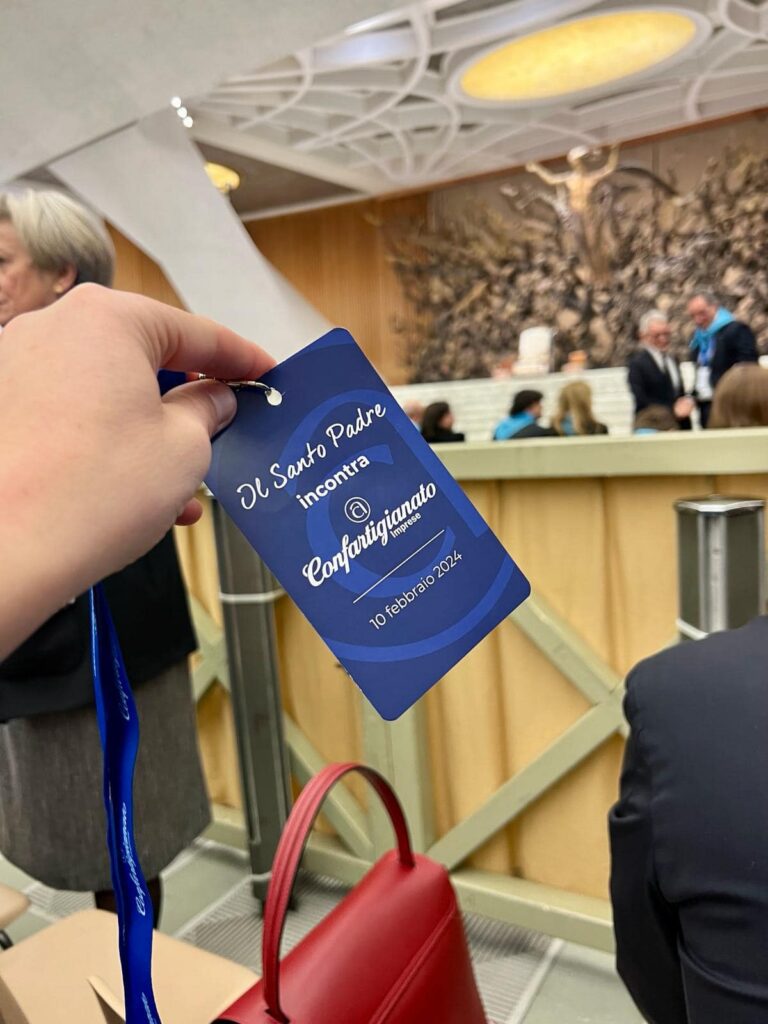 Il Santo Padre
incontra
a
Confartigianato
Imprese
10 febbraio 2024